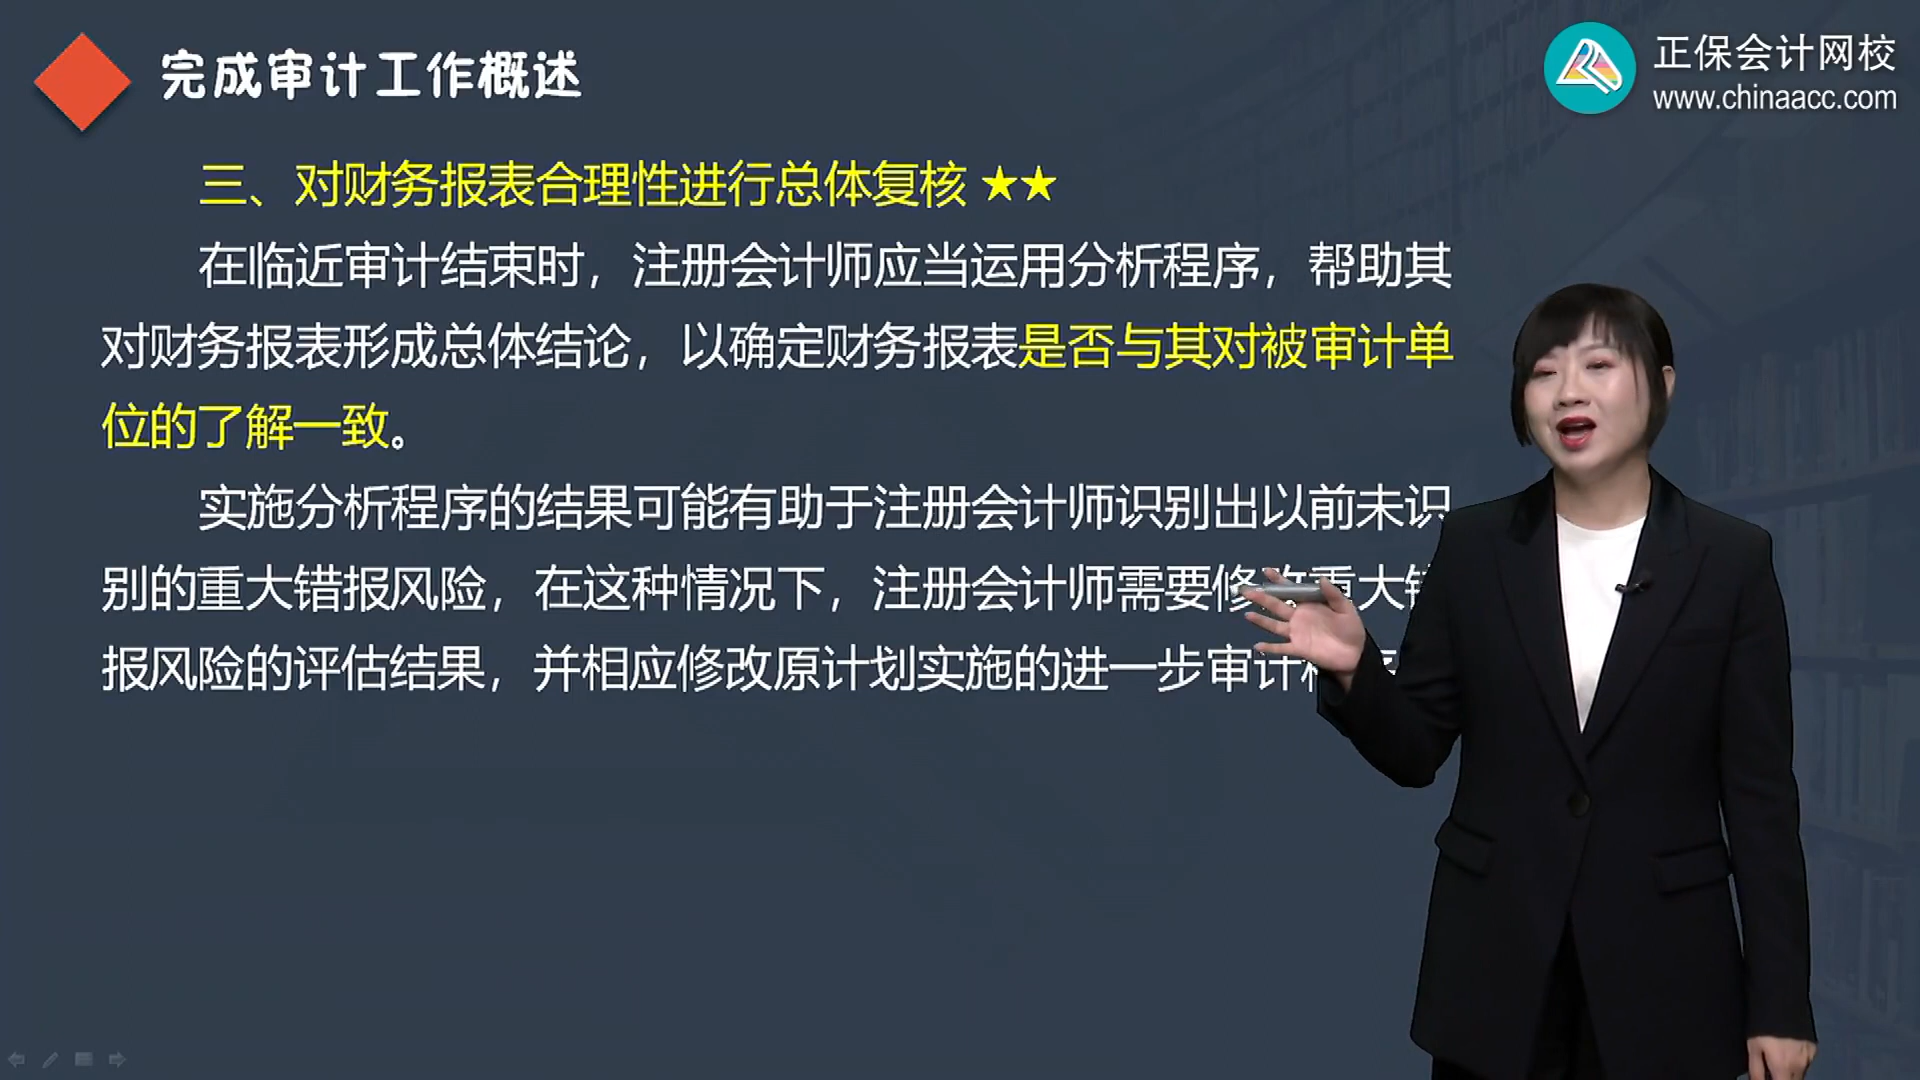 完成审计工作概述
正保会计网校
www.chinaacc.com
三、对财务报表合理性进行总体复核 ★★
在临近审计结束时，注册会计师应当运用分析程序，帮助其
对财务报表形成总体结论，以确定财务报表是否与其对被审计单
位的了解一致。
实施分析程序的结果可能有助于注册会计师识别出以前未识
别的重大错报风险，在这种情况下，注册会计师需要修改重大错
报风险的评估结果，并相应修改原计划实施的进一步审计程序